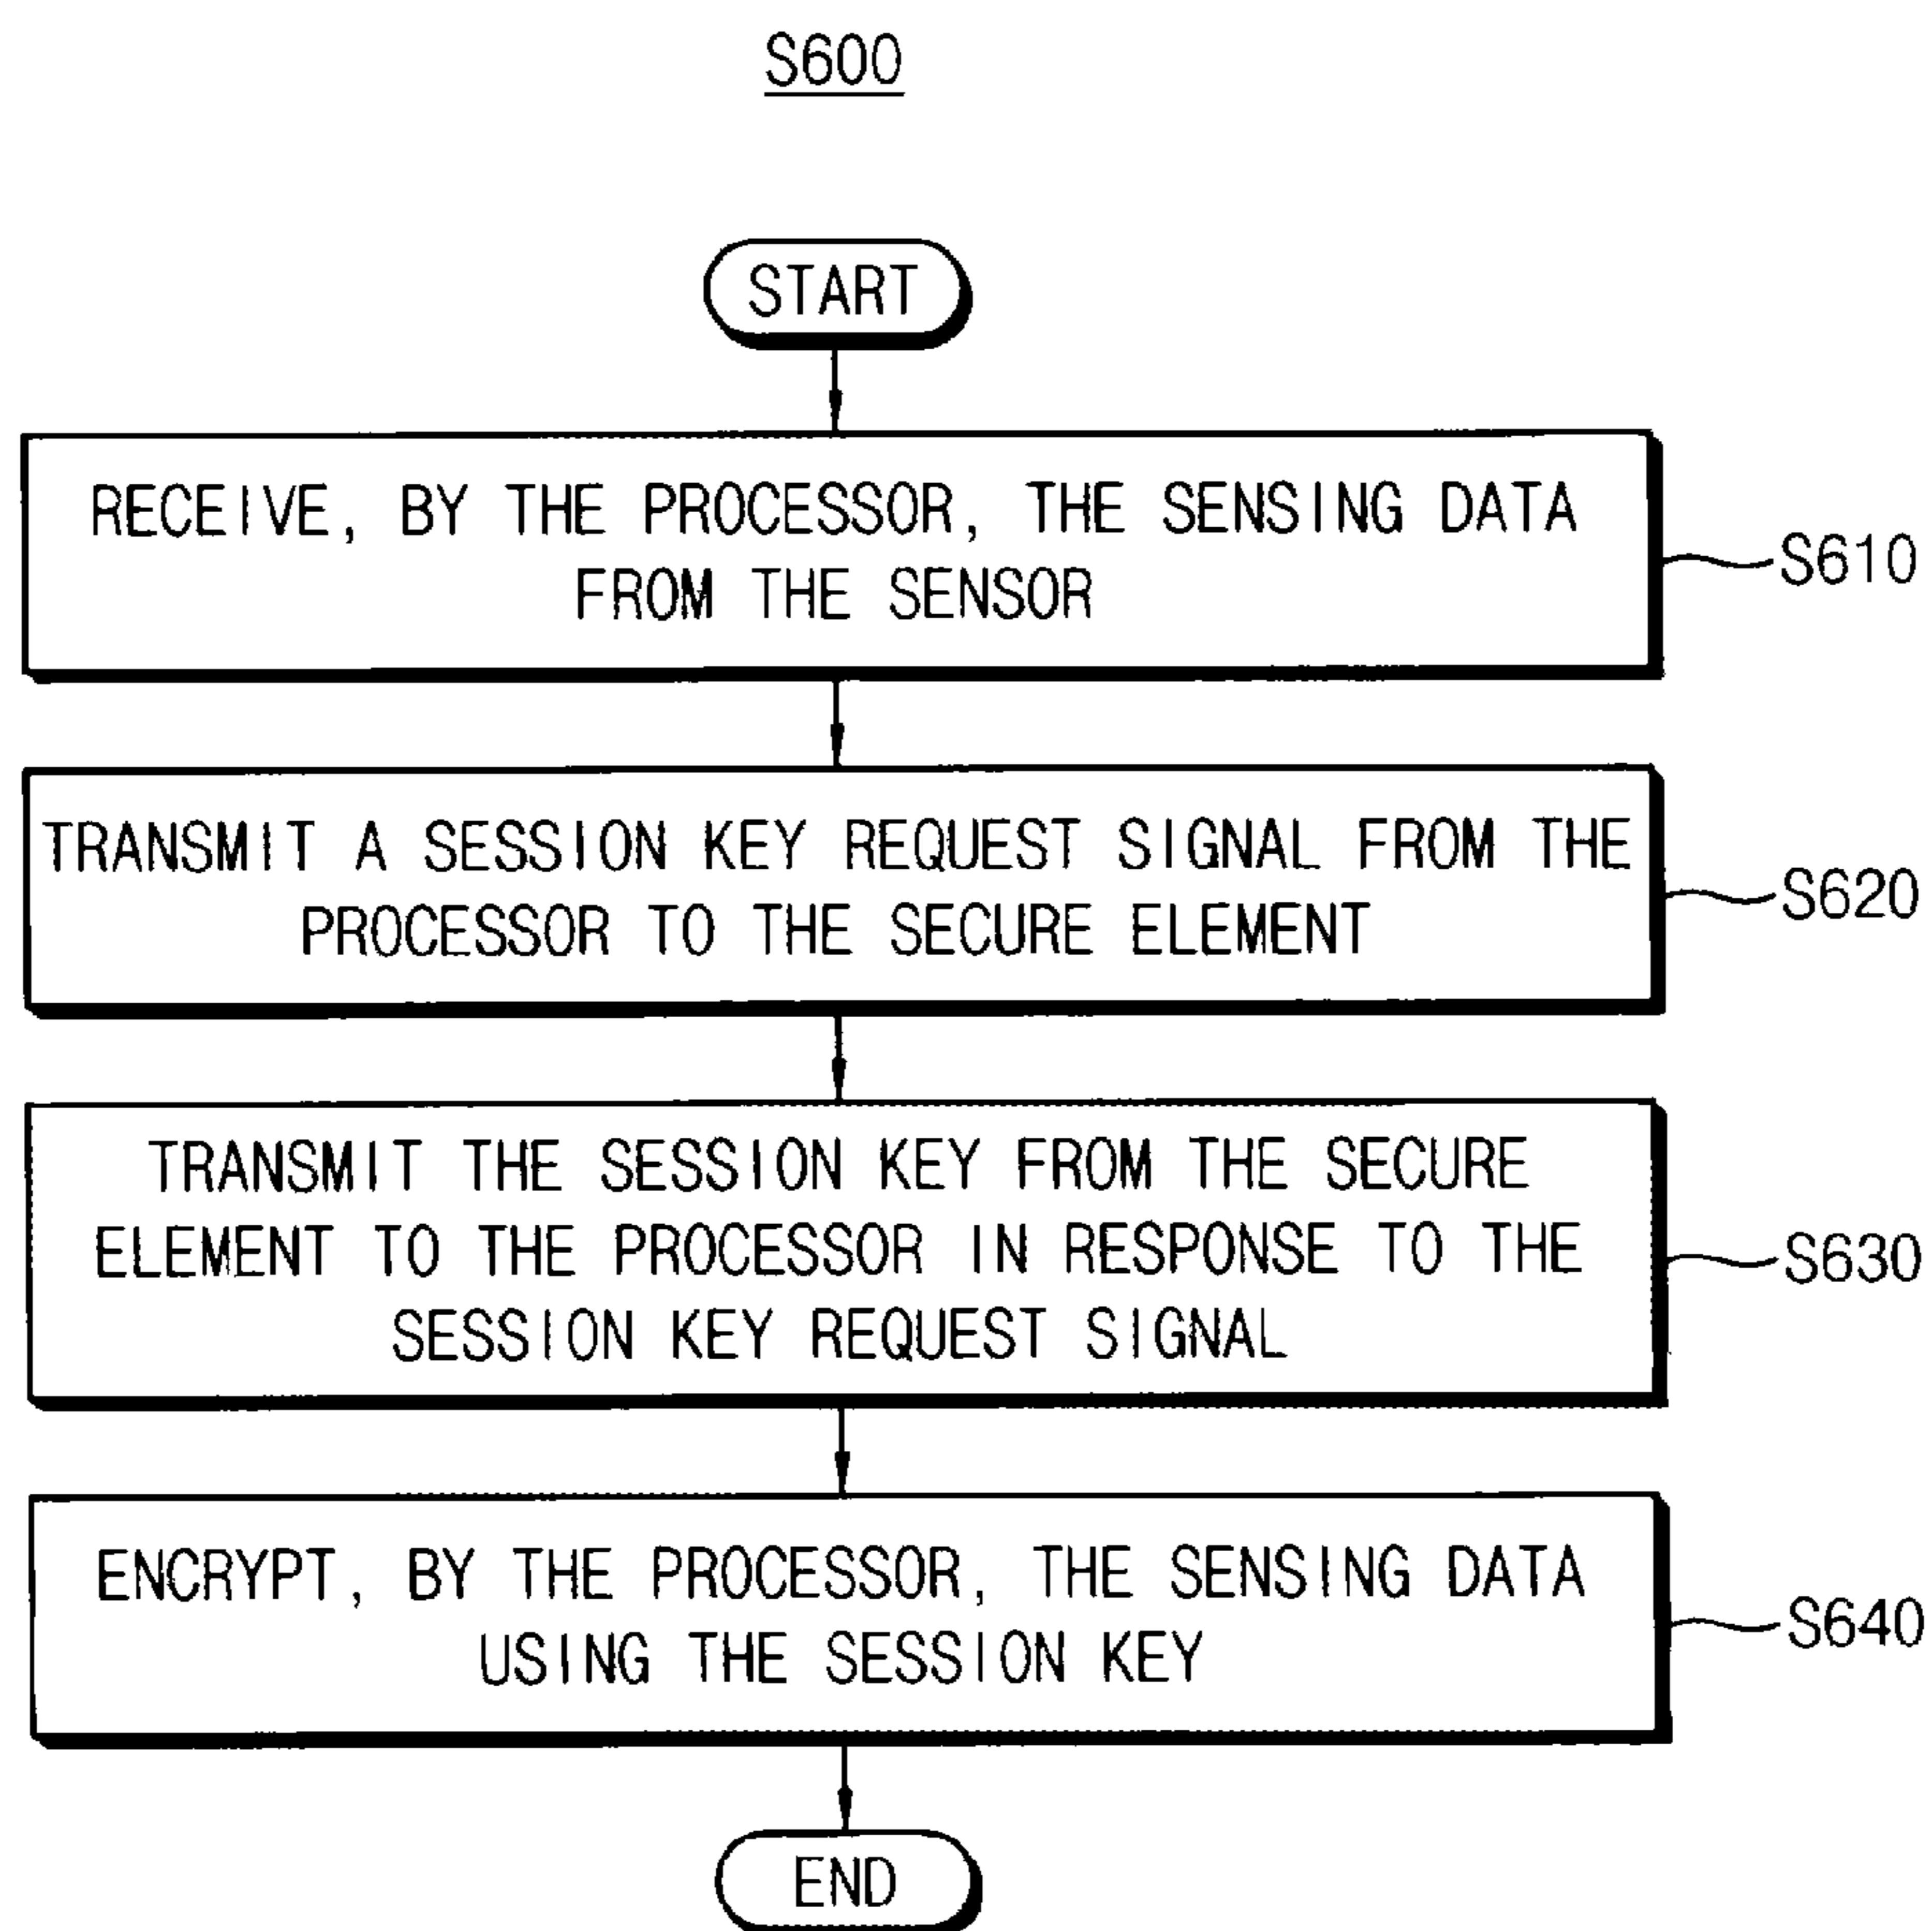 S600
START
RECEIVE, BY THE PROCESSOR, THE SENSING DATA
FROM THE SENSOR
S610
TRANSMIT A SESSION KEY REQUEST SIGNAL FROM THE
PROCESSOR TO THE SECURE ELEMENT
S620
TRANSMIT THE SESSION KEY FROM THE SECURE
ELEMENT TO THE PROCESSOR IN RESPONSE TO THE
SESSION KEY REQUEST SIGNAL
S630
ENCRYPT, BY THE PROCESSOR, THE SENSING DATA
USING THE SESSION KEY
S640
END